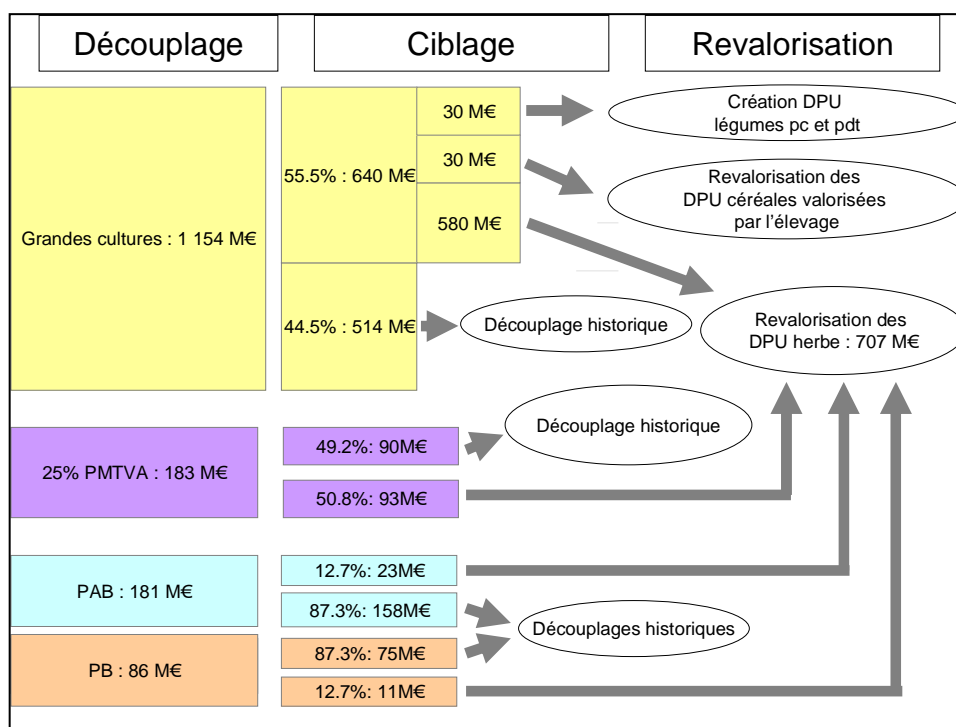 Découplage
Ciblage
Revalorisation
Grandes cultures : 1 154 M€
55.5% : 640 M€
30 M€
30 M€
580 M€
44.5% : 514 M€
Création DPU
légumes pc et pdt
Revalorisation des
DPU céréales valorisées
par l'élevage
Découplage historique
Revalorisation des
DPU herbe : 707 M€
25% PMTVA : 183 M€
49.2%: 90M€
50.8%: 93M€
Découplage historique
PAB : 181 M€
12.7%: 23M€
87.3%: 158M€
Découplages historiques
PB : 86 M€
87.3%: 75M€
12.7%: 11M€